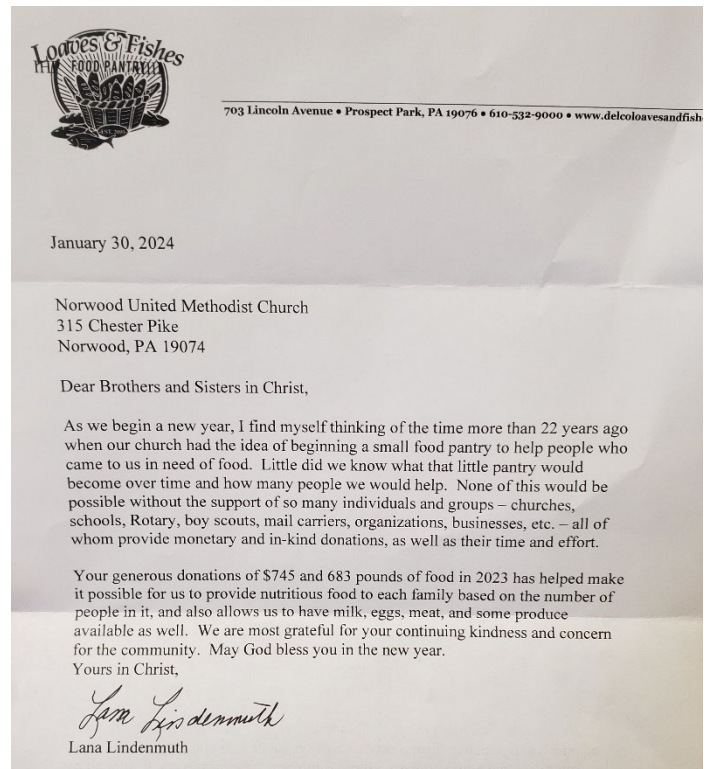 Loaves & Fishes
FOOD PANTRY
703 Lincoln Avenue • Prospect Park, PA 19076 • 610-532-9000 • www.delcoloavesandfish
January 30, 2024
Norwood United Methodist Church
315 Chester Pike
Norwood, PA 19074
Dear Brothers and Sisters in Christ,
As we begin a new year, I find myself thinking of the time more than 22 years ago
when our church had the idea of beginning a small food pantry to help people who
came to us in need of food.  Little did we know what that little pantry would
become over time and how many people we would help.  None of this would be
possible without the support of so many individuals and groups – churches,
schools, Rotary, boy scouts, mail carriers, organizations, businesses, etc. – all of
whom provide monetary and in-kind donations, as well as their time and effort.
Your generous donations of $745 and 683 pounds of food in 2023 has helped make
it possible for us to provide nutritious food to each family based on the number of
people in it, and also allows us to have milk, eggs, meat, and some produce
available as well.  We are most grateful for your continuing kindness and concern
for the community.  May God bless you in the new year.
Yours in Christ,
Lana Lindenmuth
Lana Lindenmuth